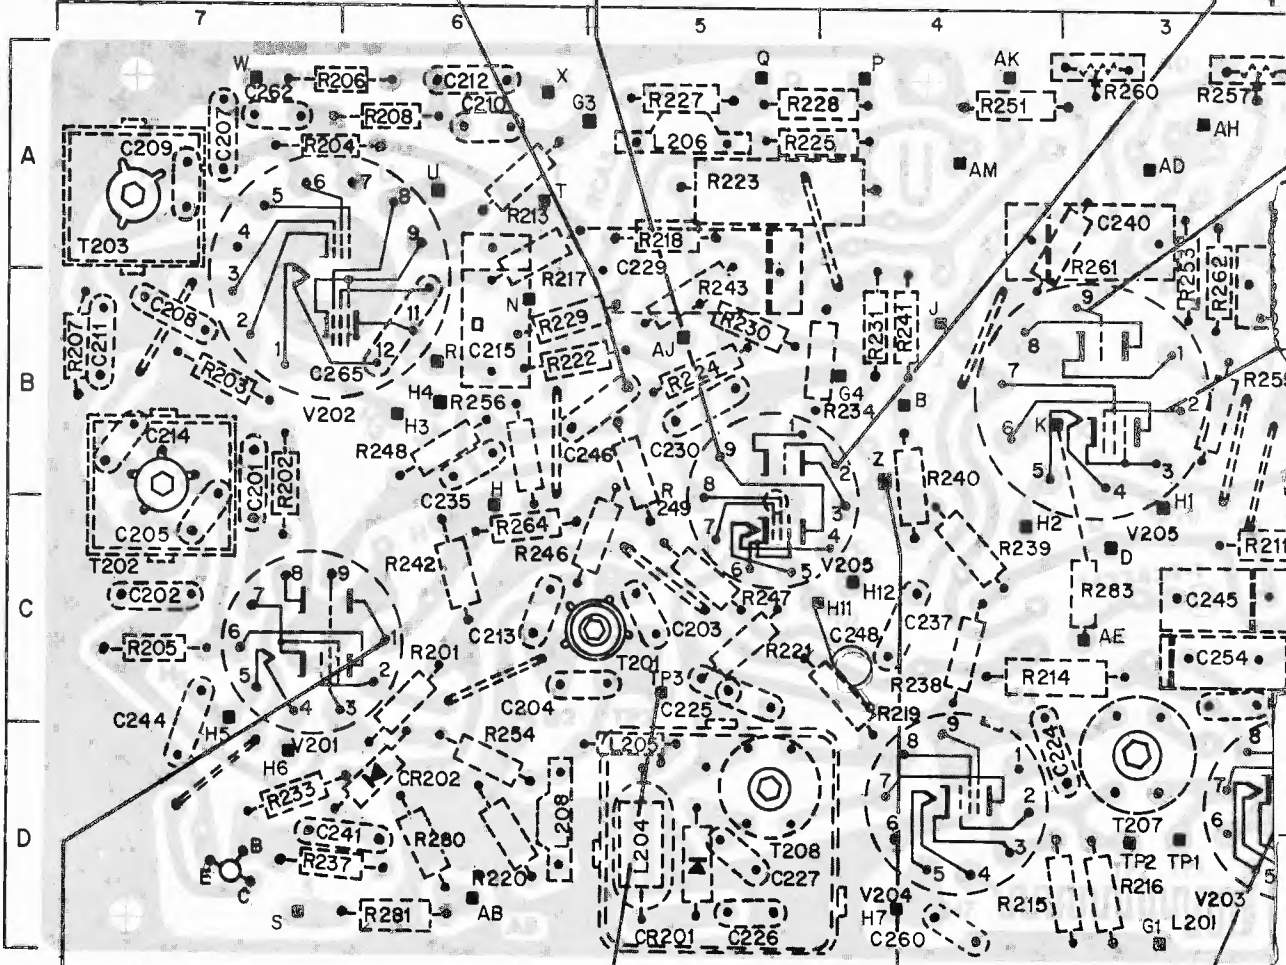 7 6 5 4 3
W R206 C212 X Q P AK R260 R257
C262 C207 R208 C210 G3 R227 R228 R251 AH
A C209 R204 L206 R225 AM AD
U T R223
6 7 8 5 R213
T203 4 9 R218 C240
3 R217 C229 R261 R253 R262
R207 C211 C208 2 11 N R243 J 9
R229 R230 R231 R241 8
1 12 R C215 AJ 1
B R203 C265 R222 R224 G4 7
V202 H4 R256 R234 B 2
C214 H3 C246 C230 1 6 K
R248 9 2 Z
C201 R202 C235 H 8 R240 5 4 3
C205 R264 R249 7 3 H1
T202 R246 4 R239 H2 V205 R211
R242 6 5 V205 D
C202 8 9 R247 H12 R283 C245
C 7 C213 C203 H11 C237
R205 6 1 R201 T201 R221 C248 AE C254
5 2 TP3 R238 R214
C244 4 3 C204 C225 R219
H5 V201 R254 L205 8 9 C224 8
H6 CR202 7 1 7
R233 2
D C241 R280 L208 L204 T208 6 3 T207 6
B R237 R220 C227 5 4 TP2 TP1 5
E C V204 R216 V203
S R281 AB CR201 C226 H7 C260 R215 G1 L201